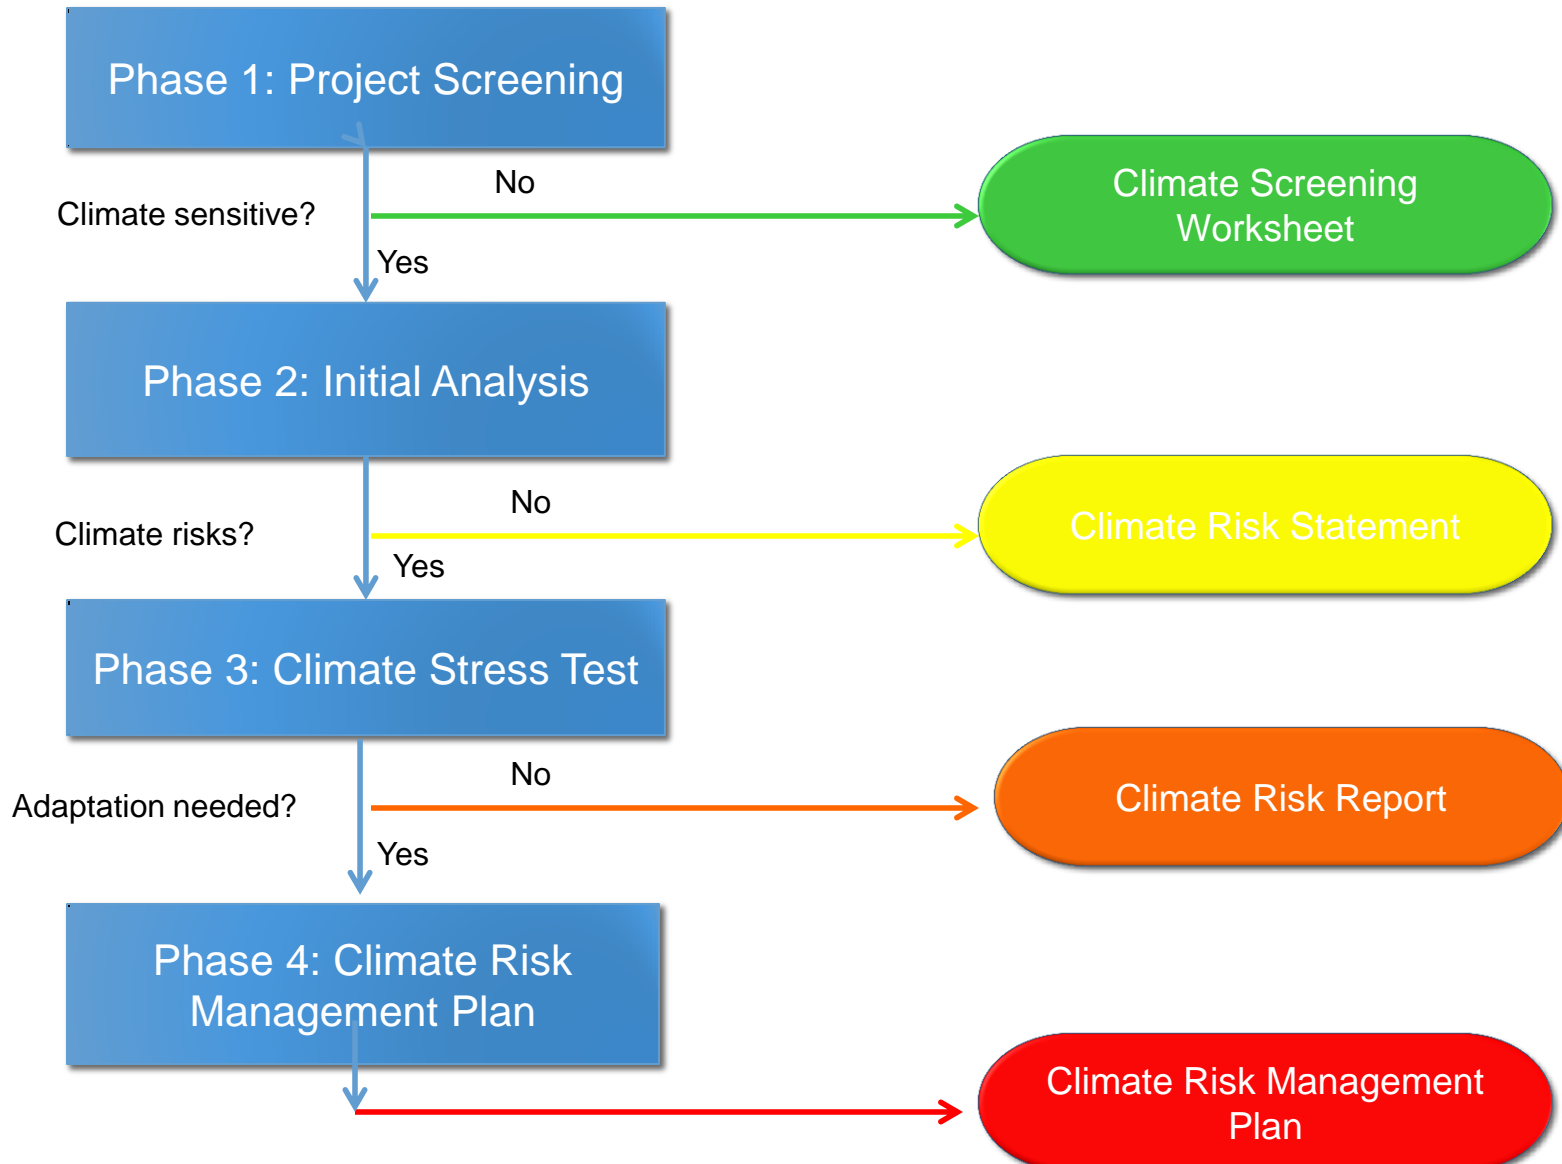 Phase 1: Project Screening
No
Climate Screening
Worksheet
Climate sensitive?
Yes
Phase 2: Initial Analysis
No
Climate Risk Statement
Climate risks?
Yes
Phase 3: Climate Stress Test
No
Climate Risk Report
Adaptation needed?
Yes
Phase 4: Climate Risk
Management Plan
Climate Risk Management
Plan